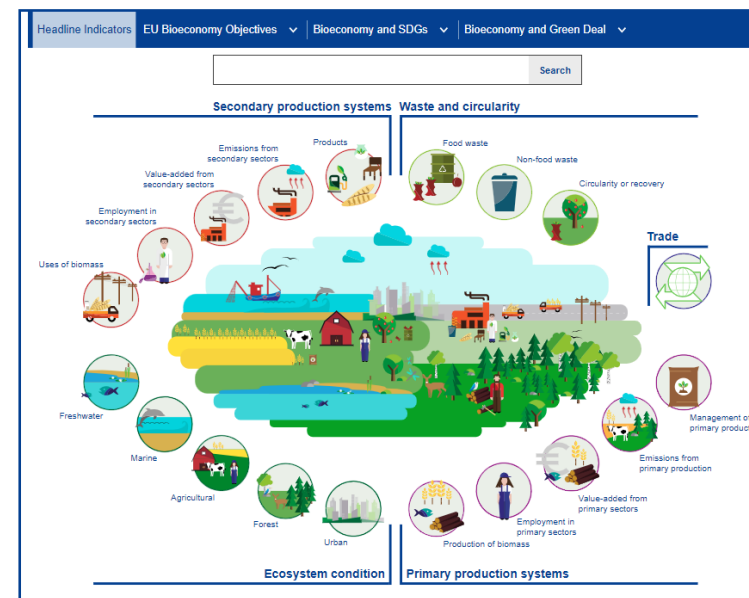 Headline Indicators
EU Bioeconomy Objectives
Bioeconomy and SDGs
Bioeconomy and Green Deal
Search
Secondary production systems
Waste and circularity
Products
Emissions from
secondary sectors
Value-added from
secondary sectors
Employment in
secondary sectors
Uses of biomass
Food waste
Non-food waste
Circularity or recovery
Trade
Freshwater
Marine
Agricultural
Forest
Urban
Management of
primary product
Emissions from
primary production
Value-added from
primary sectors
Employment in
primary sectors
Production of biomass
Ecosystem condition
Primary production systems